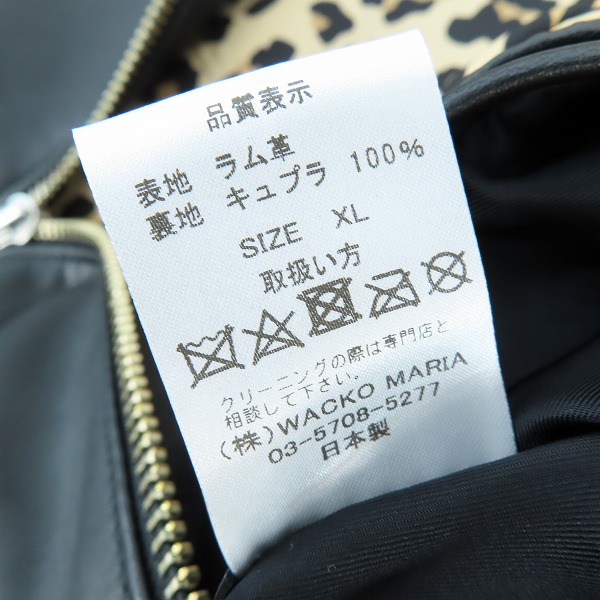 品質表示
表地 ラム革
裏地 キュプラ 100%
SIZE XL
取扱い方
クリーニングの際は専門店と
相談して下さい。
(株)WACKO MARIA
03-5708-5277
日本製